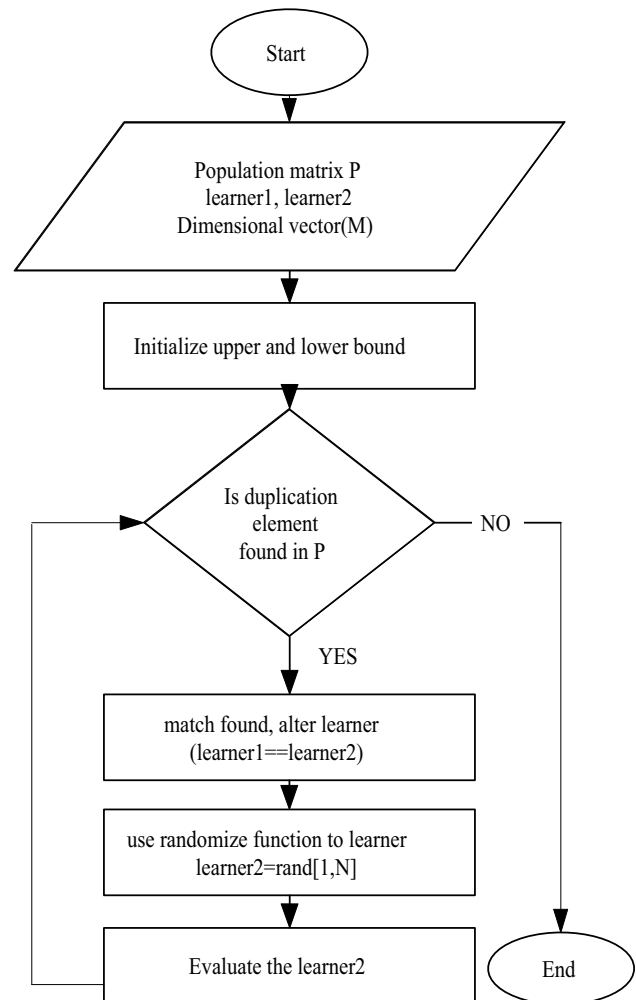 Start
Population matrix P
learner1, learner2
Dimensional vector(M)
Initialize upper and lower bound
Is duplication
element
found in P
NO
YES
match found, alter learner
(learner1==learner2)
use randomize function to learner
learner2=rand[1,N]
Evaluate the learner2
End